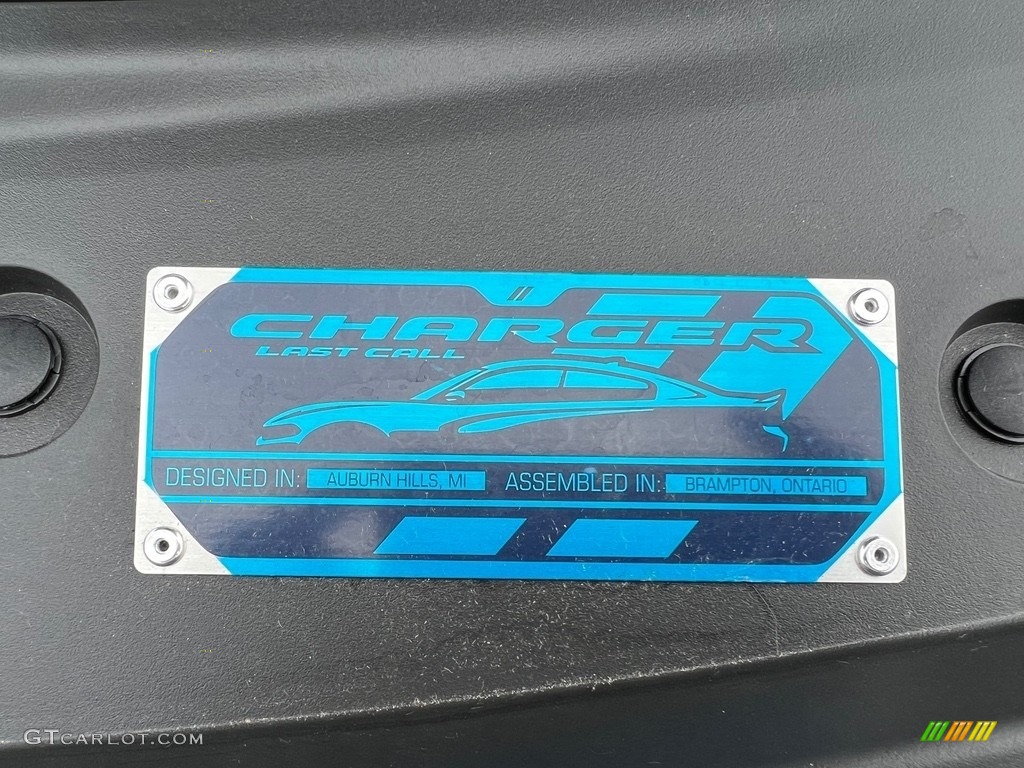 CHARGER
LAST CALL
DESIGNED IN: AUBURN HILLS, MI ASSEMBLED IN: BRAMPTON, ONTARIO
GTCARLOT.COM